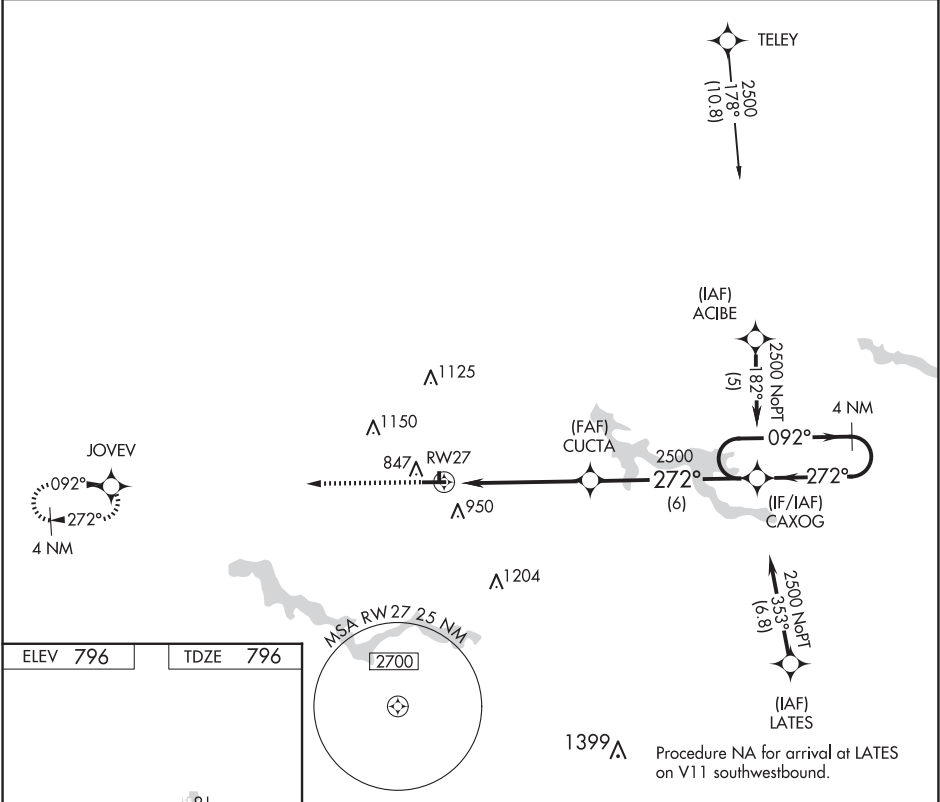 TELEY
2500
178°
(10.8)
(IAF)
ACIBE
2500 NoPT
182°
(5)
4 NM
092°
272°
(IF/IAF)
CAXOG
(FAF)
CUCTA
2500
272°
(6)
1125
1150
847
RW27
950
1204
JOVEV
092°
272°
4 NM
2500 NoPT
353°
(6.8)
(IAF)
LATES
MSA RW27 25 NM
2700
ELEV 796
TDZE 796
1399
Procedure NA for arrival at LATES
on V11 southwestbound.